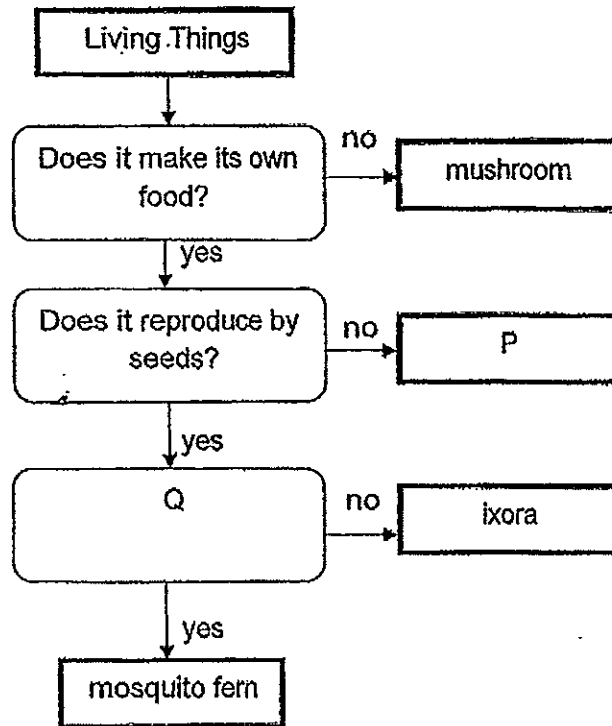 Living Things
Does it make its own
food?
no
mushroom
yes
Does it reproduce by
seeds?
no
P
yes
Q
no
ixora
yes
mosquito fern